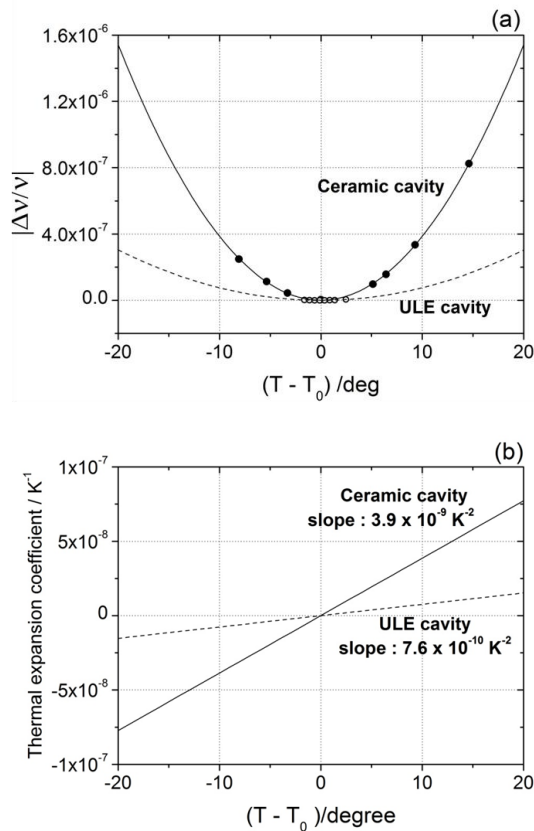 (a)
1.6x10-6
1.2x10-6
8.0x10-7
4.0x10-7
0.0
|Δν/ν|
Ceramic cavity
ULE cavity
-20 -10 0 10 20
(T - T0) /deg
(b)
1x10-7
5x10-8
0
-5x10-8
-1x10-7
Thermal expansion coefficient / K-1
Ceramic cavity
slope : 3.9 x 10-9 K-2
ULE cavity
slope : 7.6 x 10-10 K-2
-20 -10 0 10 20
(T - T0)/degree